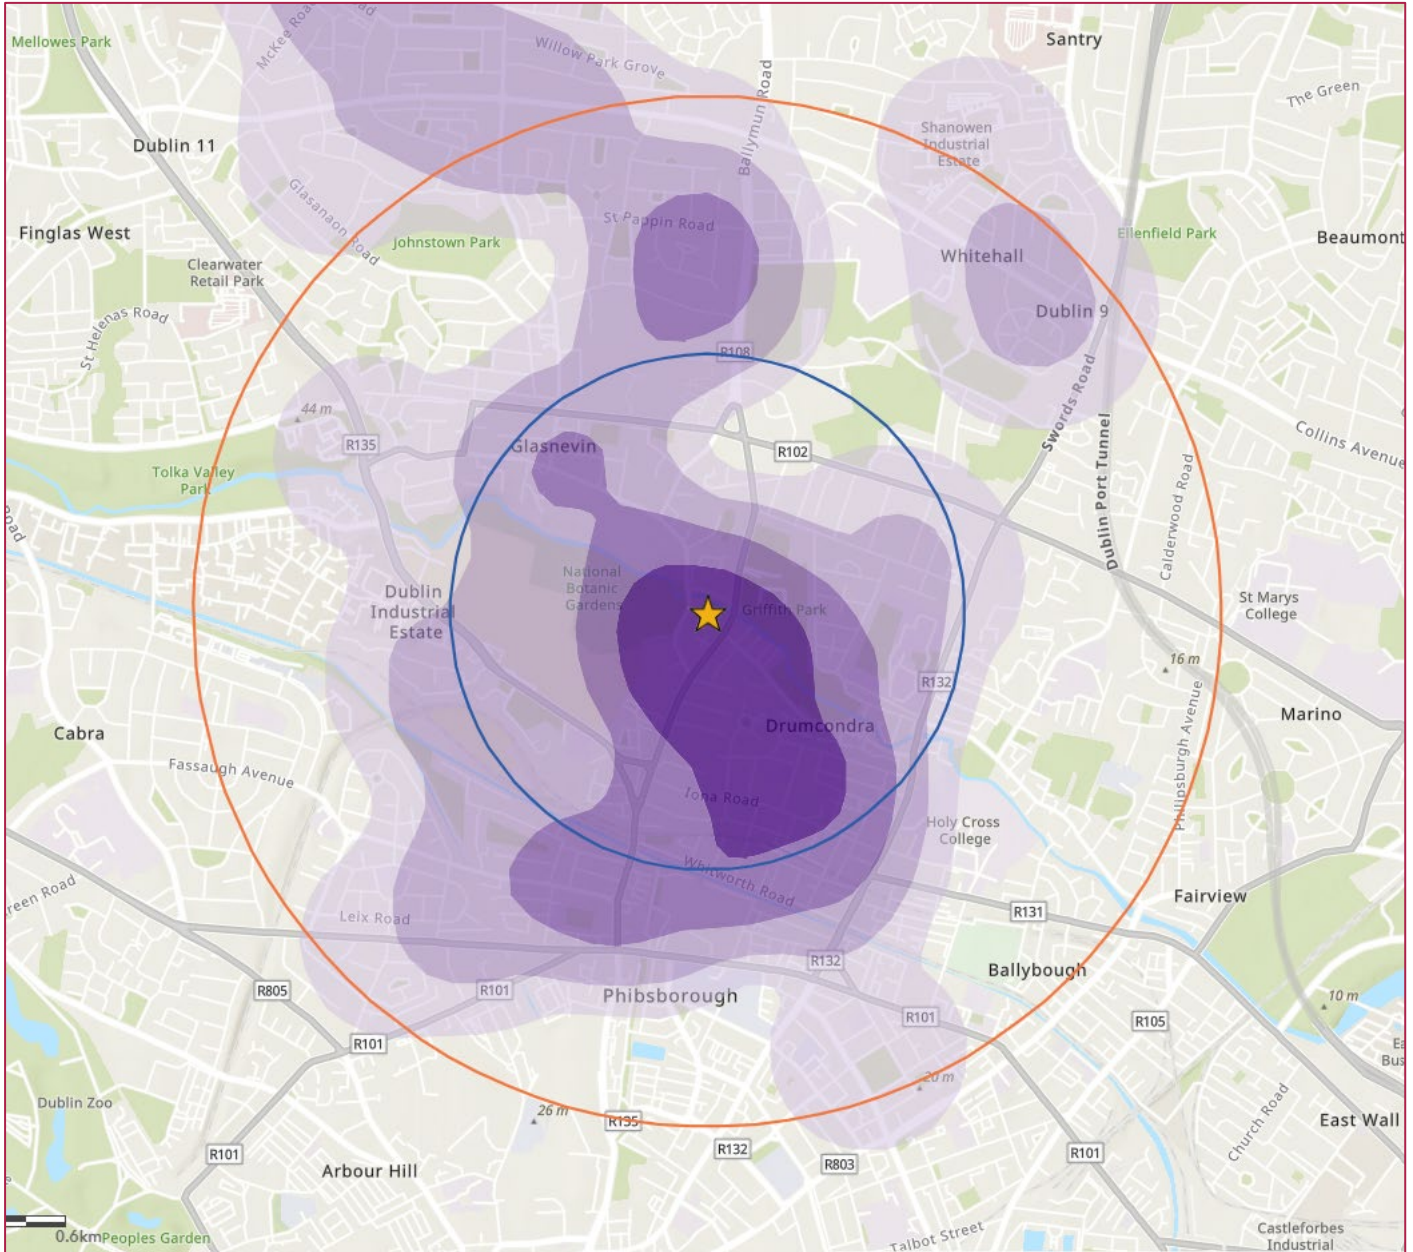 Mellowes Park
McKee Road
Road
Willow Park Grove
Santry
Ballymun Road
The Green
Dublin 11
Shanowen
Industrial
Estate
Glasanaon Road
St Pappin Road
Finglas West
Johnstown Park
Ellenfield Park
Beaumont
Clearwater
Retail Park
Whitehall
St Helenas Road
Dublin 9
R108
44 m
Swords Road
R135
Glasnevin
R102
Collins Avenue
Tolka Valley
Park
Dublin Port Tunnel
Calderwood Road
Road
National
Botanic
Gardens
Dublin
Industrial
Estate
Griffith Park
St Marys
College
16 m
R132
Cabra
Drumcondra
Marino
Philipsburgh Avenue
Fassaugh Avenue
Iona Road
Holy Cross
College
Whitworth Road
Fairview
reen Road
Leix Road
R131
R132
Ballybough
R805
R101
Phibsborough
10 m
R101
R105
R101
Ea
Bus
20 m
Dublin Zoo
26 m
R135
Church Road
East Wall
R101
R132
R803
R101
Arbour Hill
0.6km
Peoples Garden
Talbot Street
Castleforbes
Industrial